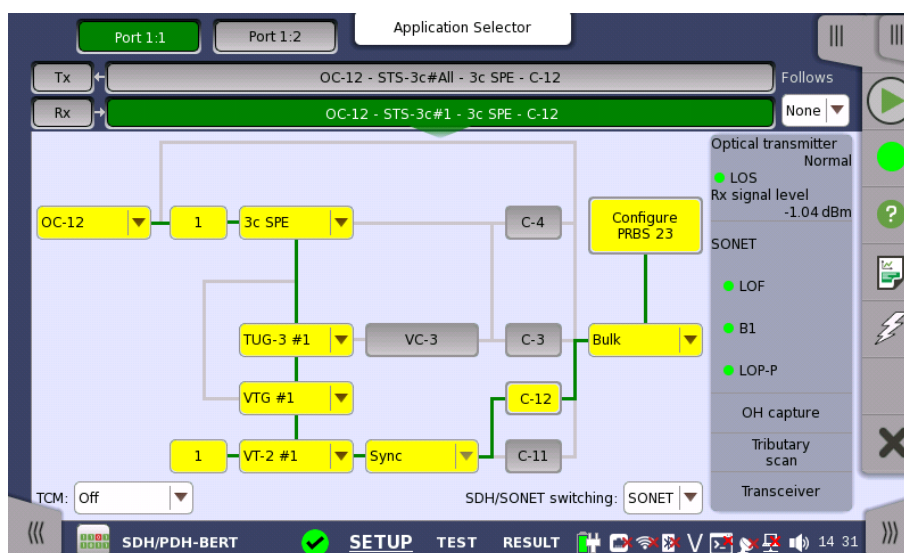 Port 1:1
Port 1:2
Application Selector
Tx
OC-12 - STS-3c#All - 3c SPE - C-12
Follows
Rx
OC-12 - STS-3c#1 - 3c SPE - C-12
None
Optical transmitter
Normal
LOS
Rx signal level
-1.04 dBm
OC-12
1
3c SPE
C-4
Configure
PRBS 23
SONET
LOF
TUG-3 #1
VC-3
C-3
Bulk
B1
LOP-P
VTG #1
C-12
OH capture
1
VT-2 #1
Sync
C-11
Tributary
scan
TCM: Off
SDH/SONET switching: SONET
Transceiver
SDH/PDH-BERT
SETUP
TEST
RESULT
14 31